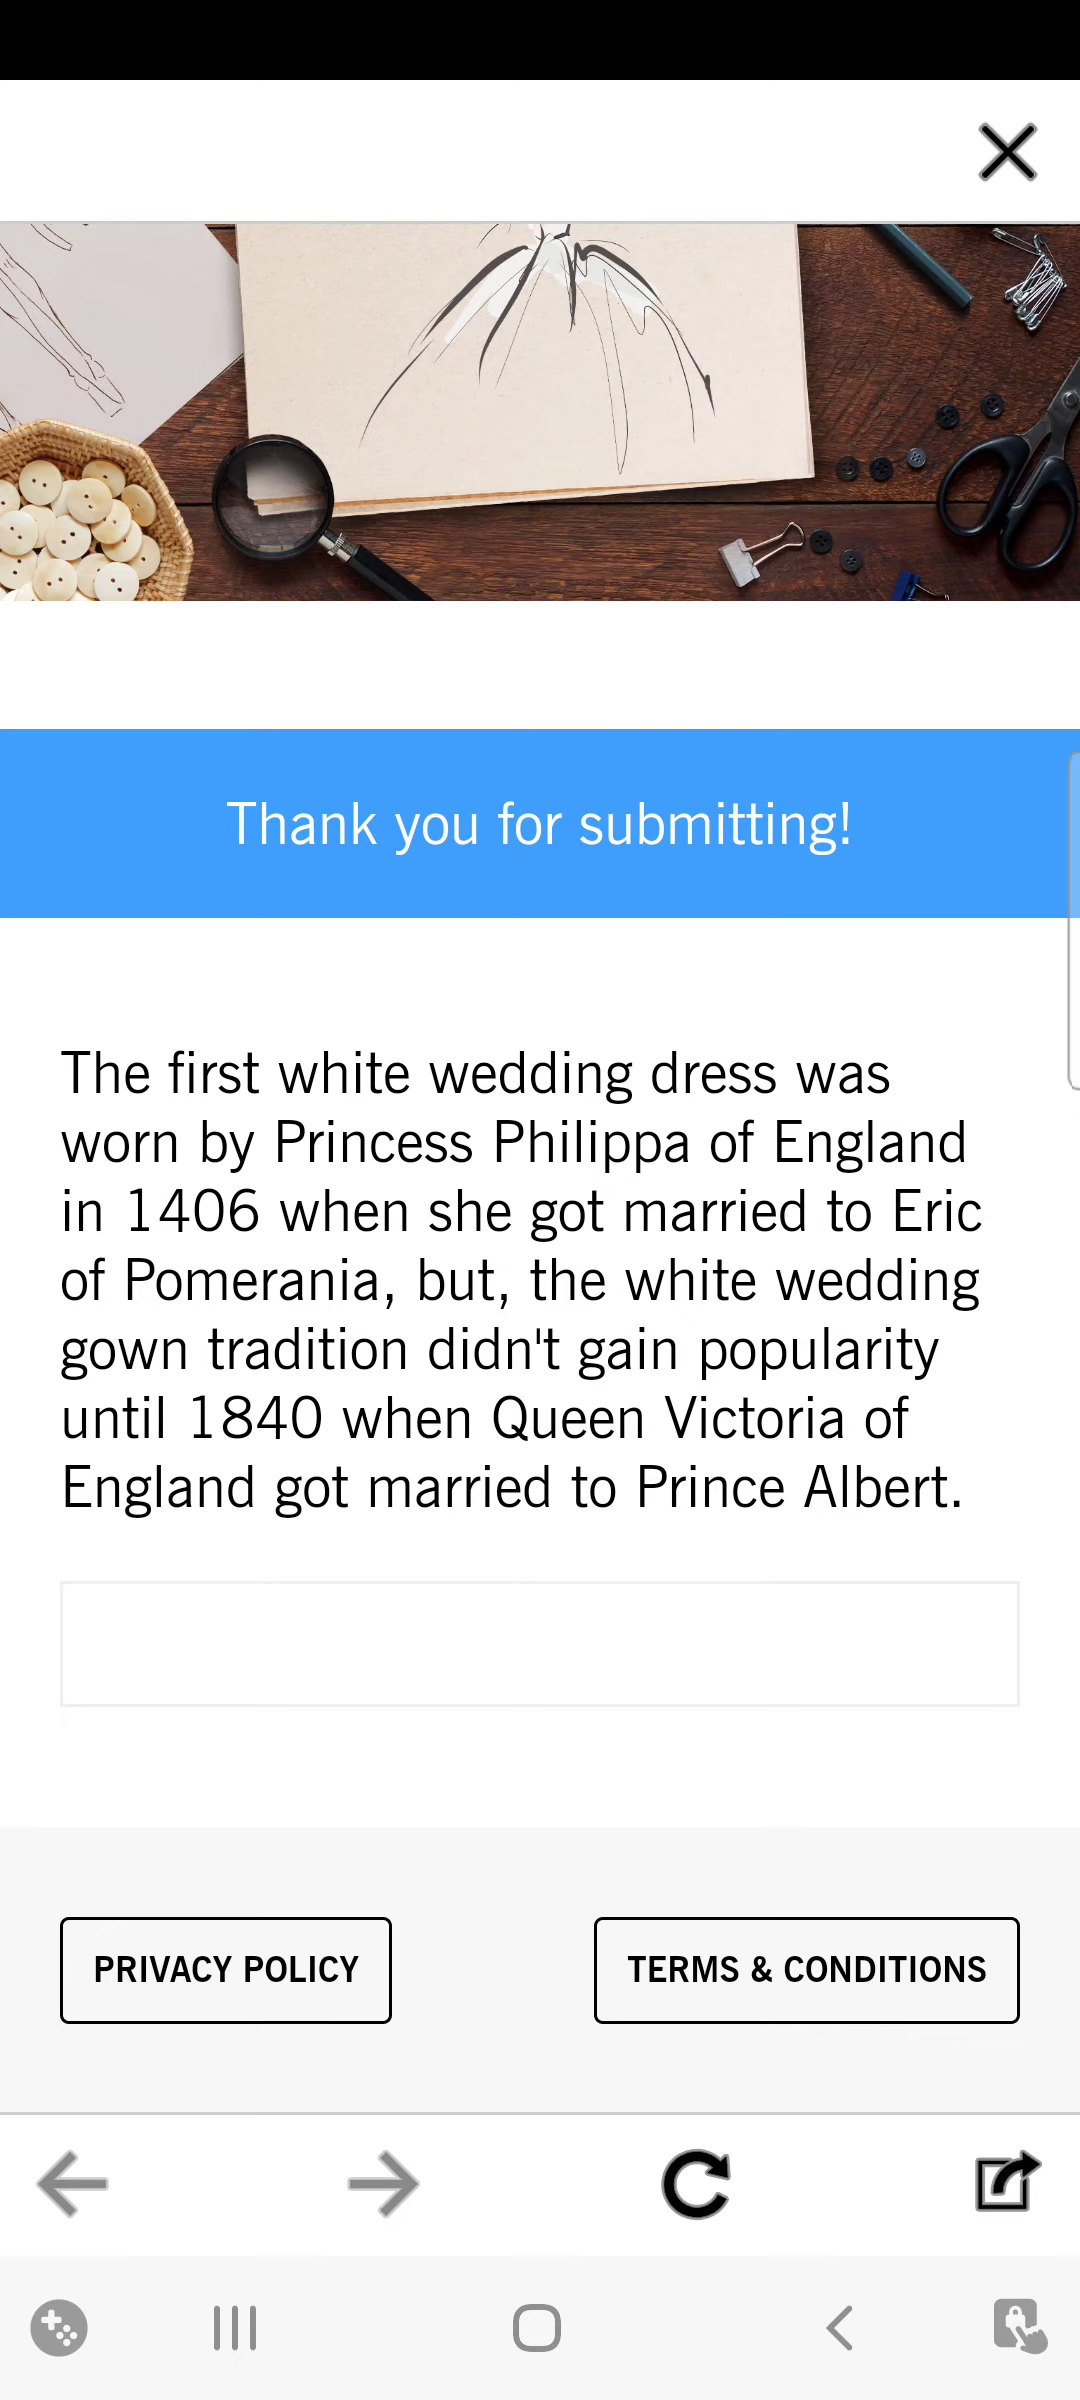 Thank you for submitting!
The first white wedding dress was
worn by Princess Philippa of England
in 1406 when she got married to Eric
of Pomerania, but, the white wedding
gown tradition didn't gain popularity
until 1840 when Queen Victoria of
England got married to Prince Albert.
PRIVACY POLICY
TERMS & CONDITIONS